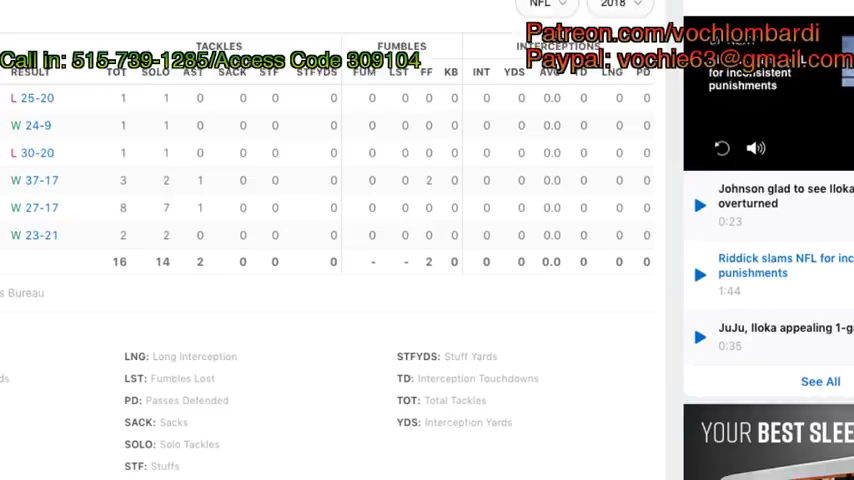 NFL 2018
Patreon.com/vochlombardi
Call in: 515-739-1285/Access Code 309104
Paypal: vochie63@gmail.com
TACKLES FUMBLES INTERCEPTIONS
RESULT TOT SOLO AST SACK STF STFYDS FUM LST FF KB INT YDS AVG TD LNG PD
L 25-20 1 1 0 0 0 0 0 0 0 0 0 0 0.0 0 0 0
W 24-9 1 1 0 0 0 0 0 0 0 0 0 0 0.0 0 0 0
L 30-20 1 1 0 0 0 0 0 0 0 0 0 0 0.0 0 0 0
W 37-17 3 2 1 0 0 0 0 0 2 0 0 0 0.0 0 0 0
W 27-17 8 7 1 0 0 0 0 0 0 0 0 0 0.0 0 0 0
W 23-21 2 2 0 0 0 0 0 0 0 0 0 0 0.0 0 0 0
16 14 2 0 0 0 - - 2 0 0 0 0.0 0 0 0
s Bureau
LNG: Long Interception
LST: Fumbles Lost
PD: Passes Defended
SACK: Sacks
SOLO: Solo Tackles
STF: Stuffs
STFYDS: Stuff Yards
TD: Interception Touchdowns
TOT: Total Tackles
YDS: Interception Yards
ds
for inconsistent
punishments
Johnson glad to see Iloka
overturned
0:23
Riddick slams NFL for inc
punishments
1:44
JuJu, Iloka appealing 1-ga
0:35
See All
YOUR BEST SLEE